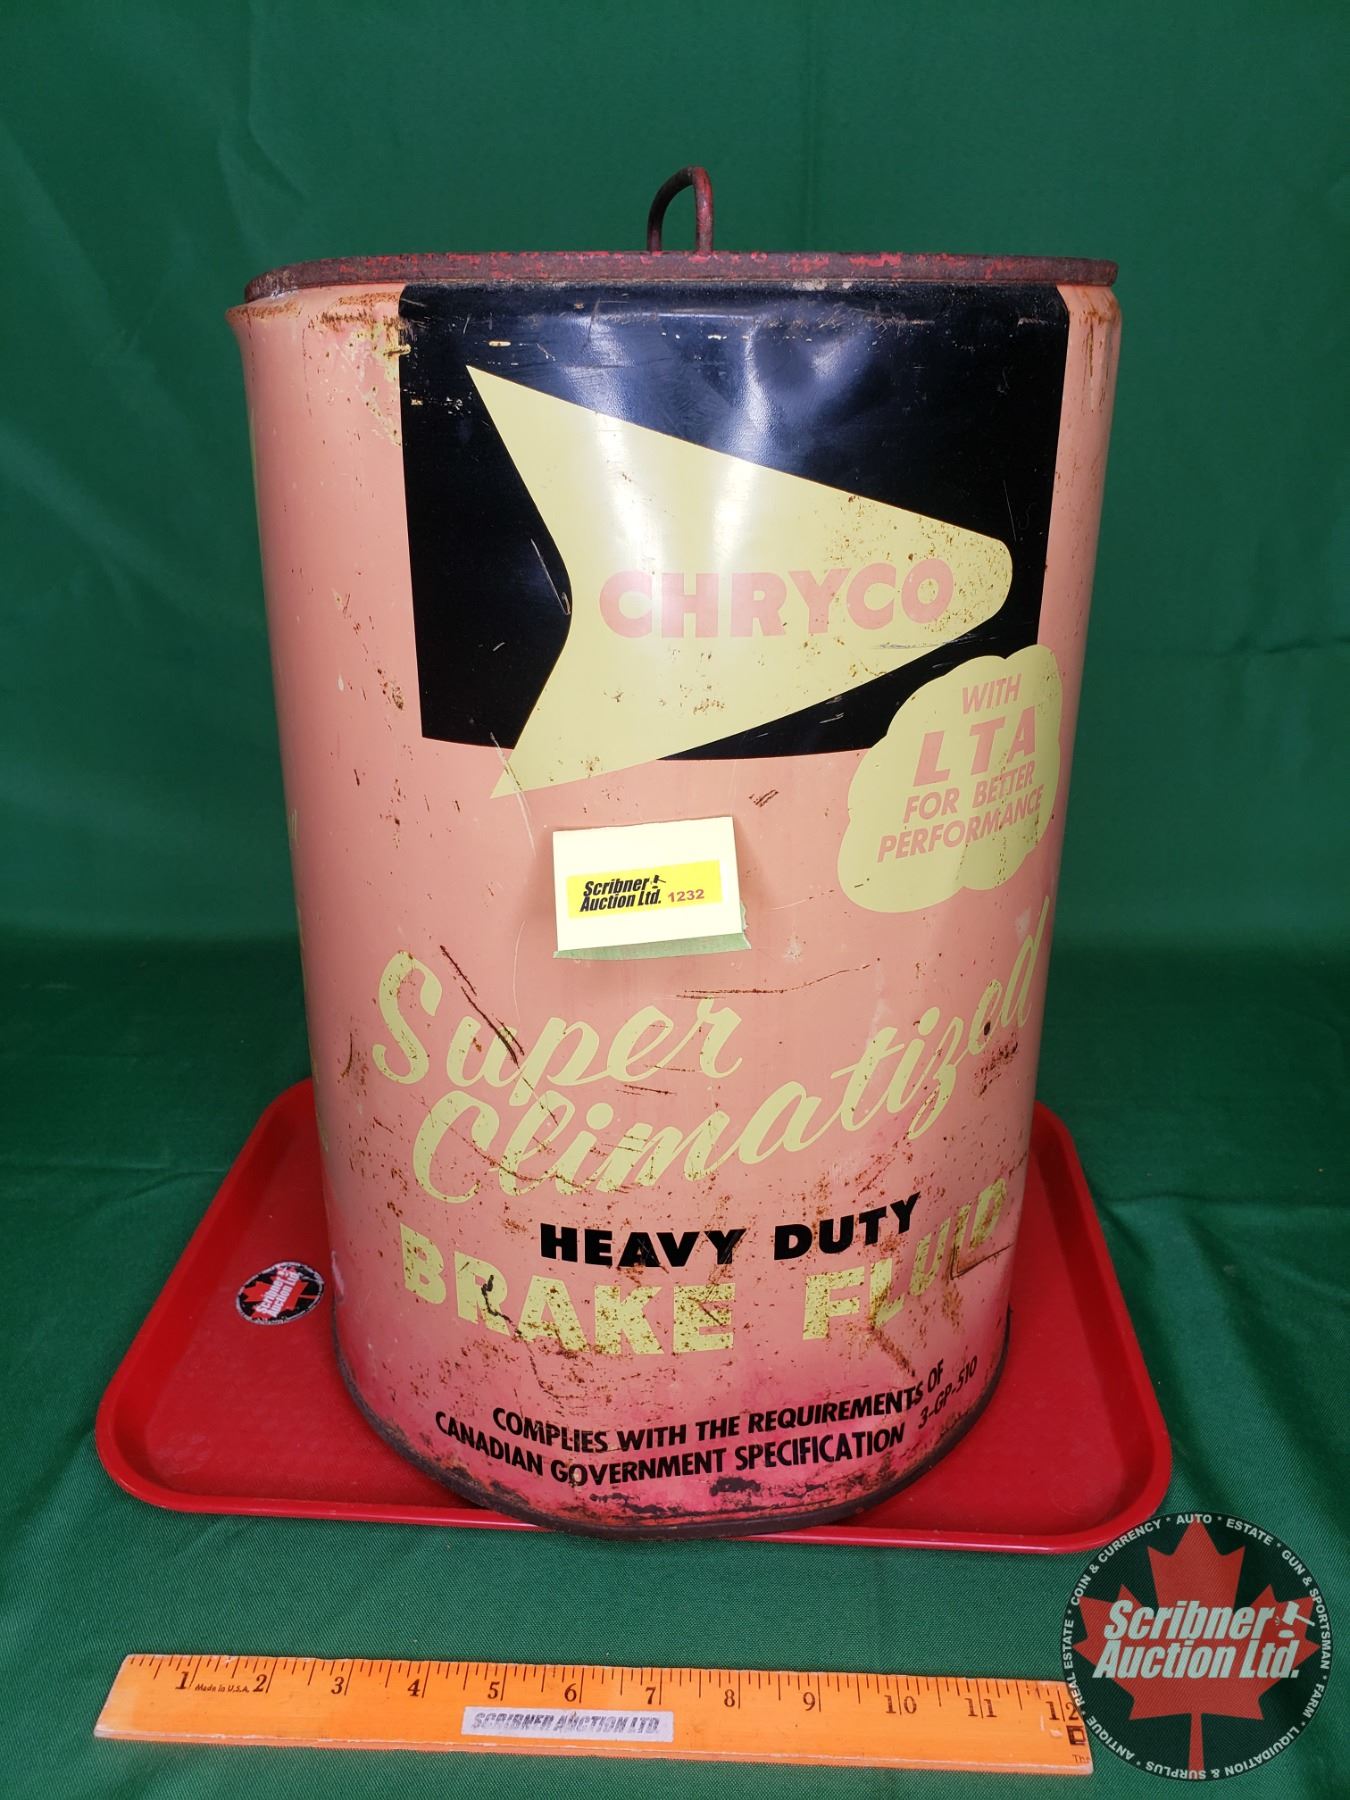 CHRYCO
WITH
LTA
FOR BETTER
PERFORMANCE
Scribner
Auction Ltd. 1232
Super
Climatized
HEAVY DUTY
BRAKE FLUID
COMPLIES WITH THE REQUIREMENTS OF
CANADIAN GOVERNMENT SPECIFICATION 3-GP-510
Scribner
Auction Ltd.
1 Made in U.S.A. 2 3 4 5 6 7 8 9 10 11 12
SCRIBNER AUCTION LTD.
REAL ESTATE * COIN & CURRENCY * AUTO * ESTATE * GUN & SPORTSMAN * FARM * LIQUIDATION & SURPLUS * ANTIQUE *
Scribner
Auction Ltd.